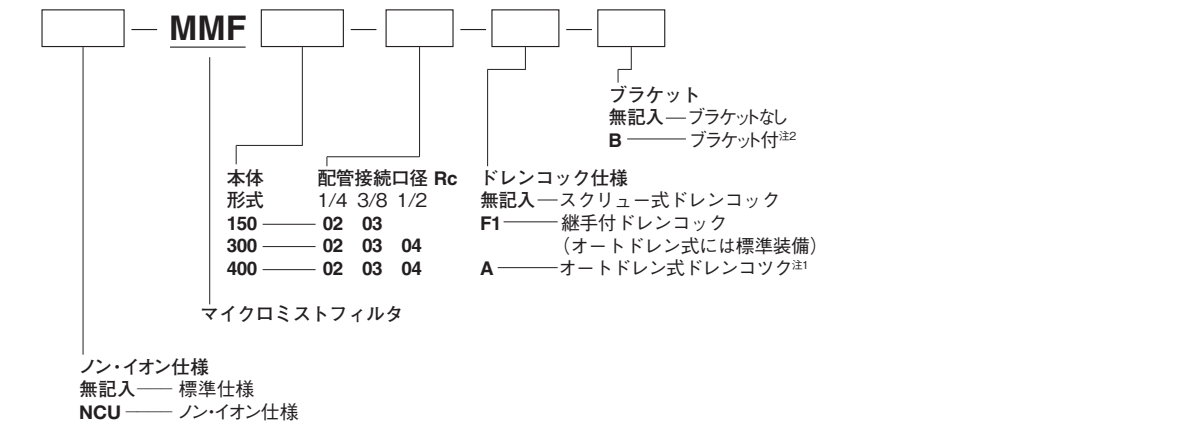 — MMF — — —
ブラケット
無記入—ブラケットなし
B——ブラケット付注2
本体
形式
配管接続口径 Rc
1/4 3/8 1/2
150——02 03
300——02 03 04
400——02 03 04
ドレンコック仕様
無記入—スクリュー式ドレンコック
F1——継手付ドレンコック
（オートドレン式には標準装備）
A——オートドレン式ドレンコツク注1
マイクロミストフィルタ
ノン・イオン仕様
無記入——標準仕様
NCU——ノン・イオン仕様